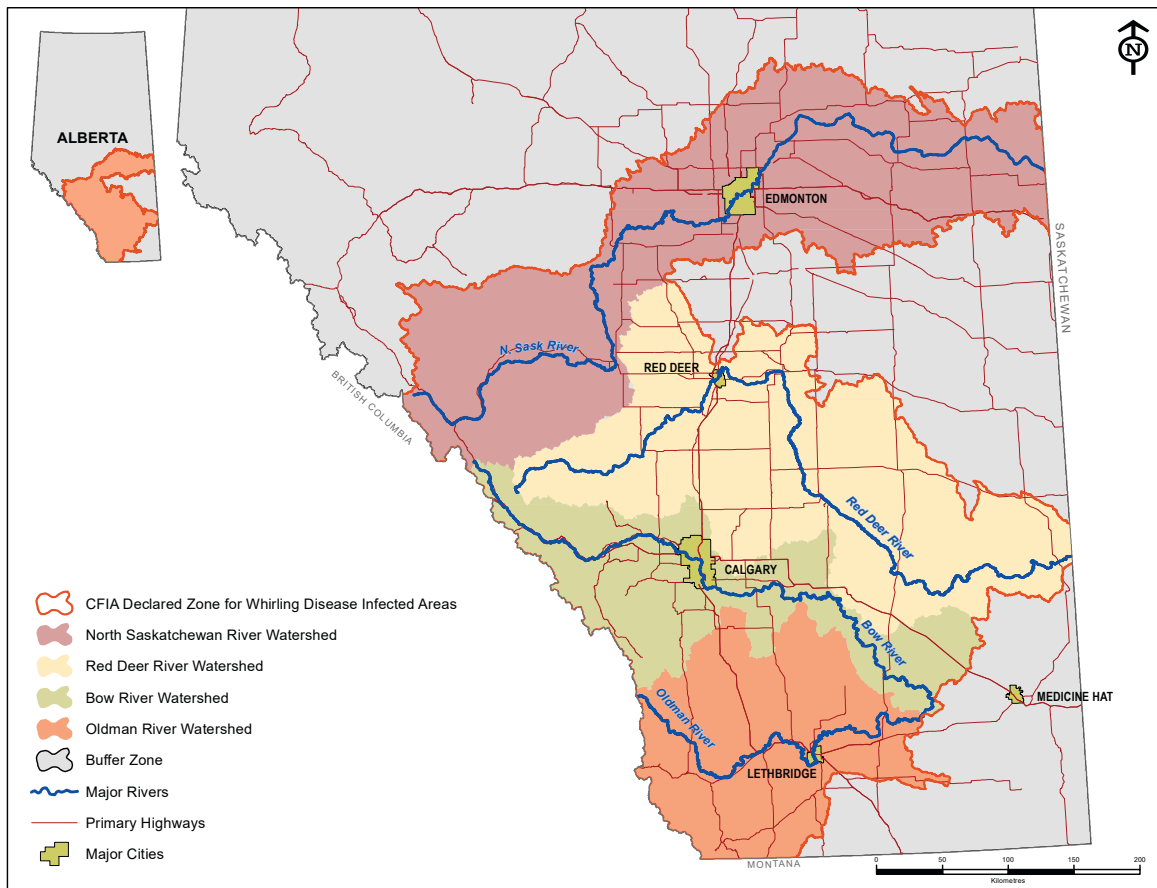 N
ALBERTA
EDMONTON
SASKATCHEWAN
N. Sask River
RED DEER
BRITISH COLUMBIA
Red Deer River
CALGARY
Bow River
MEDICINE HAT
Oldman River
LETHBRIDGE
MONTANA
CFIA Declared Zone for Whirling Disease Infected Areas
North Saskatchewan River Watershed
Red Deer River Watershed
Bow River Watershed
Oldman River Watershed
Buffer Zone
Major Rivers
Primary Highways
Major Cities
0 50 100 150 200
Kilometres